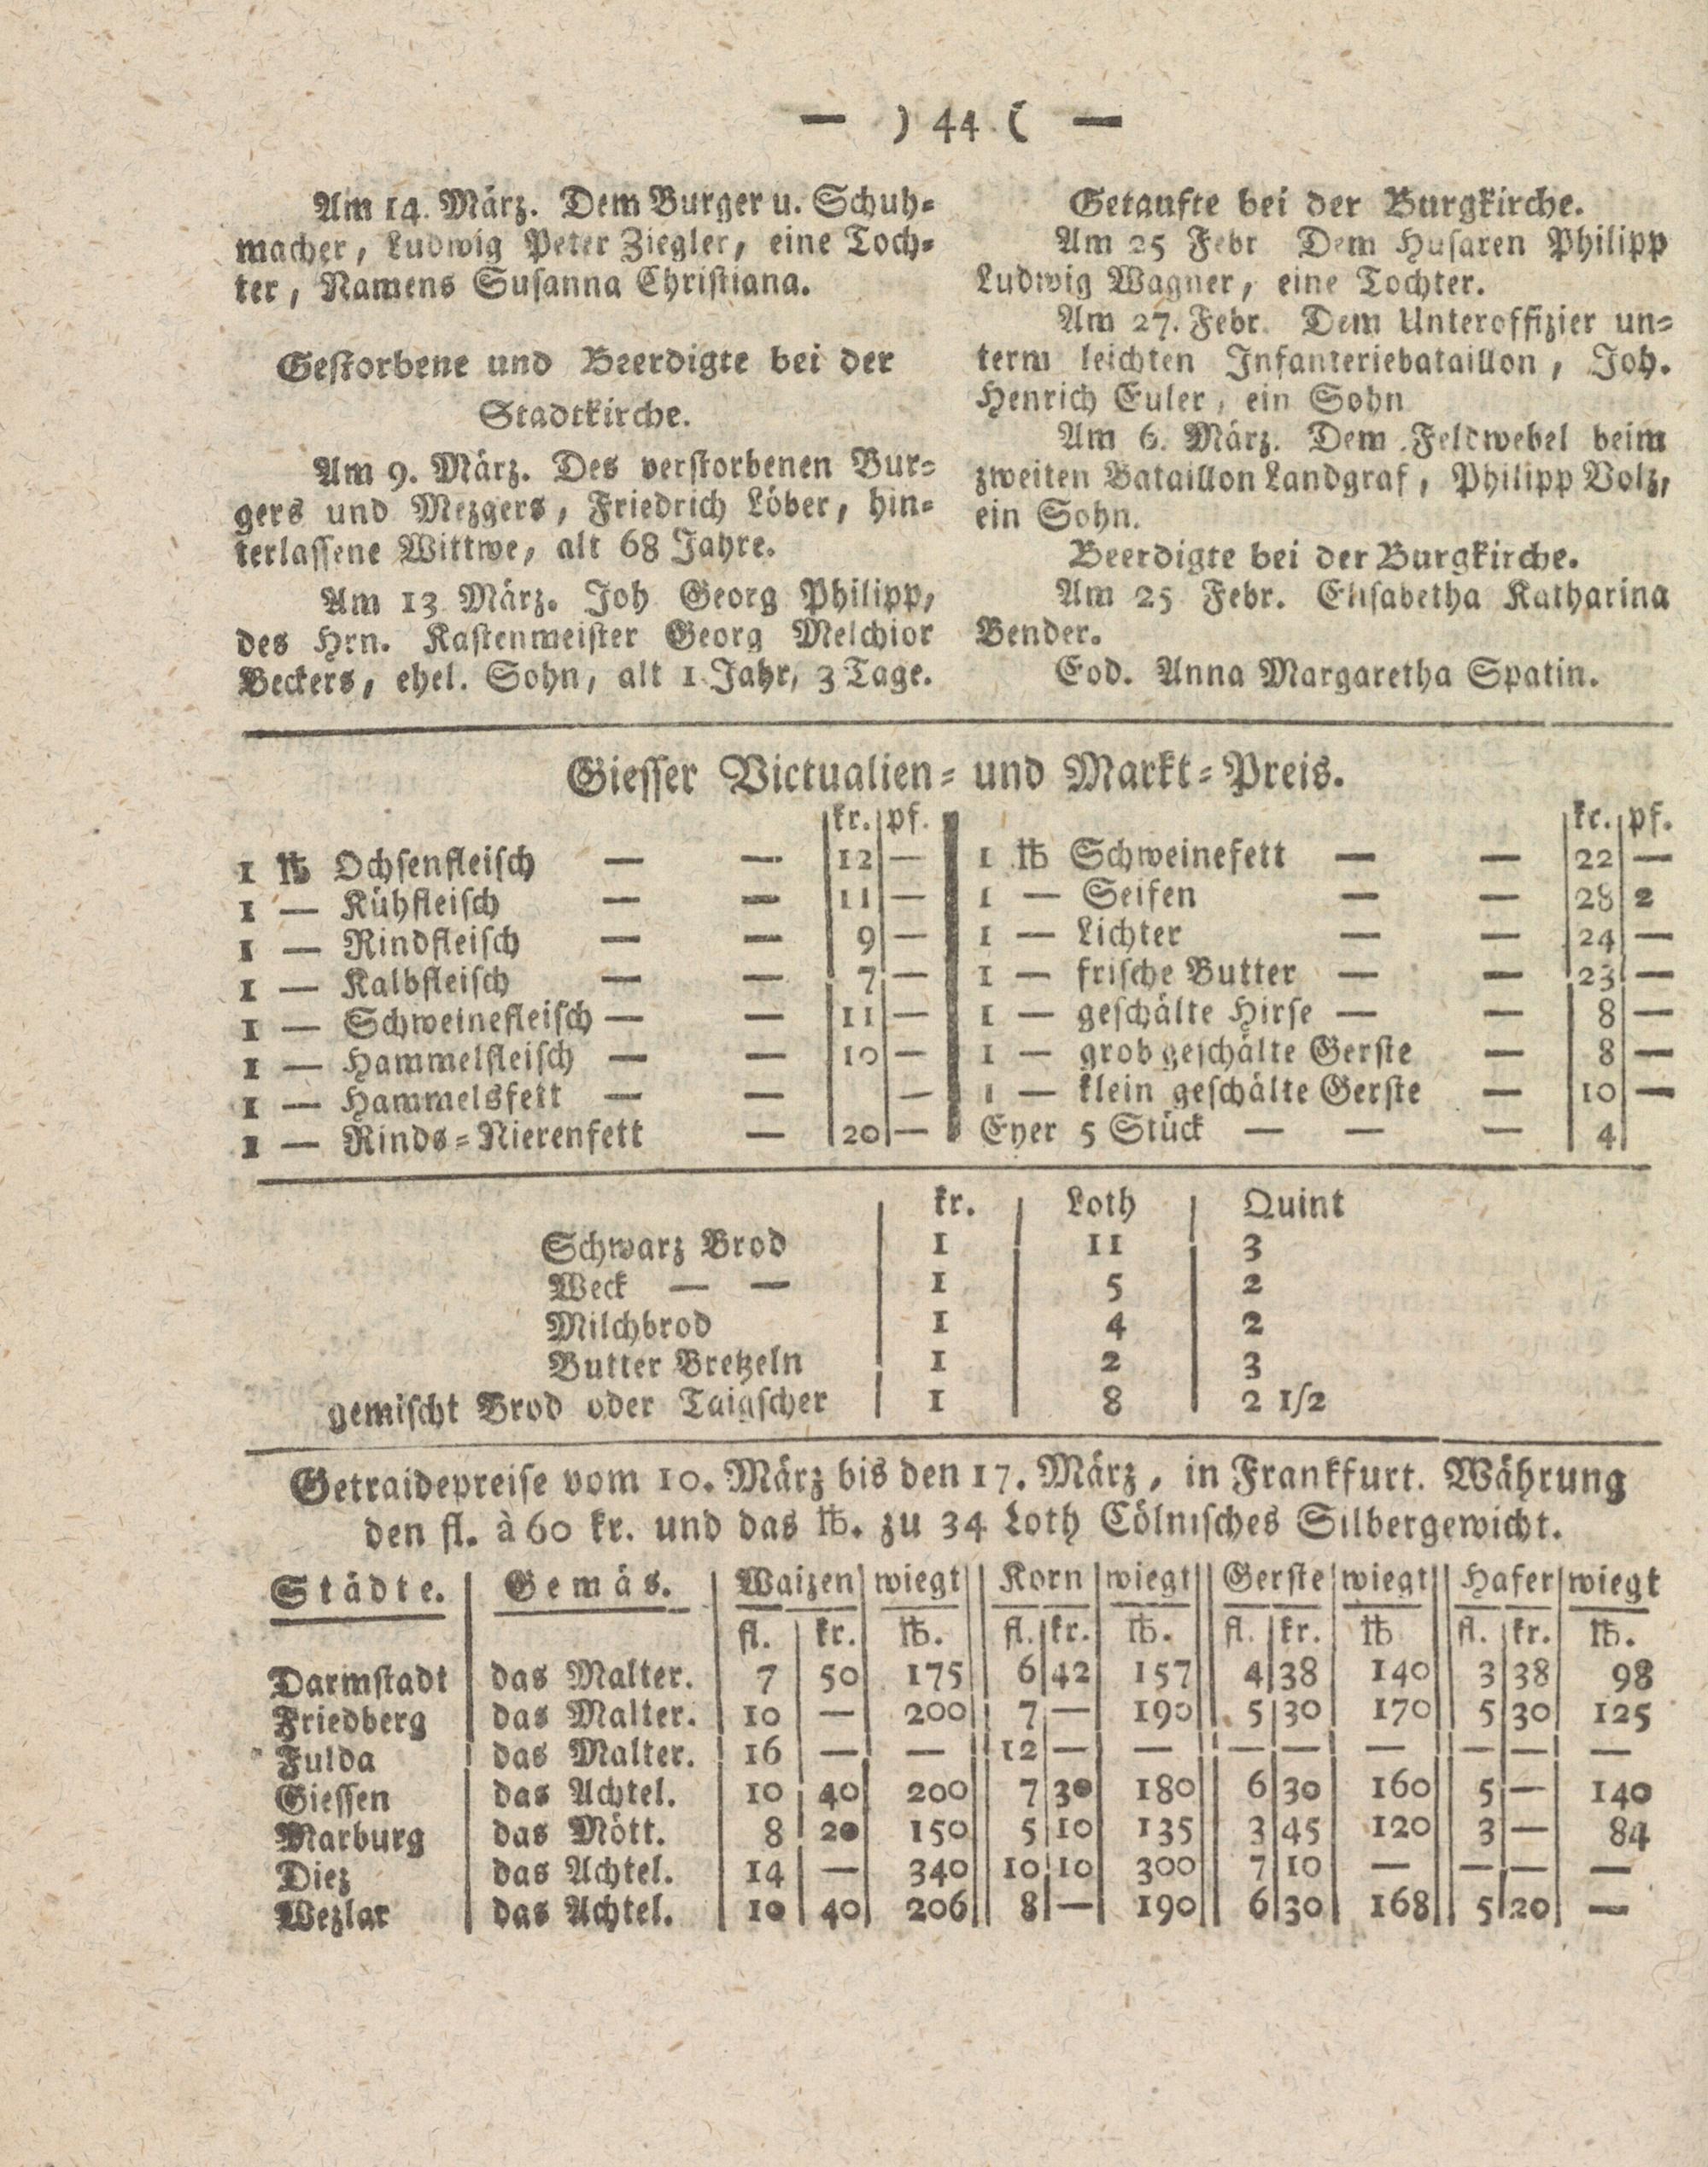 — ) 44 ( —
Am 14. März. Dem Burger u. Schuh-
macher, Ludwig Peter Ziegler, eine Toch-
ter, Namens Susanna Christiana.
Gestorbene und Beerdigte bei der
Stadtkirche.
Am 9. März. Des verstorbenen Bur-
gers und Mezgers, Friedrich Löber, hin-
terlassene Wittwe, alt 68 Jahre.
Am 13 März. Joh Georg Philipp,
des Hrn. Kastenmeister Georg Melchior
Beckers, ehel. Sohn, alt 1 Jahr, 3 Tage.
Getaufte bei der Burgkirche.
Am 25 Febr Dem Husaren Philipp
Ludwig Wagner, eine Tochter.
Am 27. Febr. Dem Unteroffizier un-
term leichten Infanteriebataillon, Joh.
Henrich Euler, ein Sohn
Am 6. März. Dem Feldwebel beim
zweiten Bataillon Landgraf, Philipp Volz,
ein Sohn.
Beerdigte bei der Burgkirche.
Am 25 Febr. Elisabetha Katharina
Bender.
Eod. Anna Margaretha Spatin.
Giesser Victualien- und Markt-Preis.
kr. pf.
1 ℔ Ochsenfleisch — — 12 —
1 — Kühfleisch — — 11 —
1 — Rindfleisch — — 9 —
1 — Kalbfleisch — — 7 —
1 — Schweinefleisch — — 11 —
1 — Hammelfleisch — — 10 —
1 — Hammelsfett — — —
1 — Rinds-Nierenfett — 20 —
kr. pf.
1 ℔ Schweinefett — — 22 —
1 — Seifen — — 28 2
1 — Lichter — — 24 —
1 — frische Butter — — 23 —
1 — geschälte Hirse — — 8 —
1 — grob geschälte Gerste — 8 —
1 — klein geschälte Gerste — 10 —
Eyer 5 Stück — — — 4
kr. Loth Quint
Schwarz Brod 1 11 3
Weck — — 1 5 2
Milchbrod 1 4 2
Butter Bretzeln 1 2 3
gemischt Brod oder Taigscher 1 8 2 1/2
Getraidepreise vom 10. März bis den 17. März, in Frankfurt. Währung
den fl. à 60 kr. und das ℔. zu 34 Loth Cölnisches Silbergewicht.
Städte. Gemäs. Waizen wiegt Korn wiegt Gerste wiegt Hafer wiegt
fl. kr. ℔. fl. kr. ℔. fl. kr. ℔ fl. kr. ℔.
Darmstadt das Malter. 7 50 175 6 42 157 4 38 140 3 38 98
Friedberg das Malter. 10 — 200 7 — 190 5 30 170 5 30 125
Fulda das Malter. 16 — — 12 — — — — — — — —
Giessen das Achtel. 10 40 200 7 30 180 6 30 160 5 — 140
Marburg das Mött. 8 20 150 5 10 135 3 45 120 3 — 84
Diez das Achtel. 14 — 340 10 10 300 7 10 — — — —
Wezlar das Achtel. 10 40 206 8 — 190 6 30 168 5 20 —